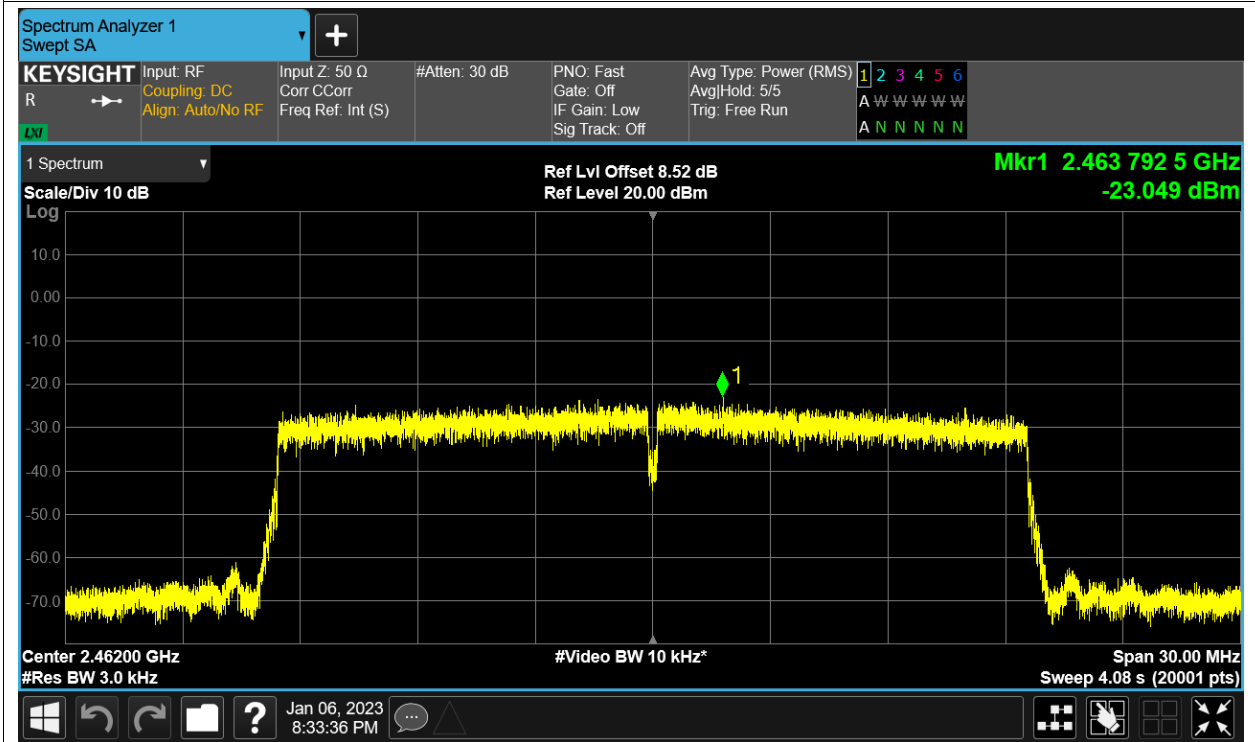 Spectrum Analyzer 1
Swept SA
KEYSIGHT
R
LXI
Input: RF
Coupling: DC
Align: Auto/No RF
Input Z: 50 Ω
Corr CCorr
Freq Ref: Int (S)
#Atten: 30 dB
PNO: Fast
Gate: Off
IF Gain: Low
Sig Track: Off
Avg Type: Power (RMS)
Avg|Hold: 5/5
Trig: Free Run
1 2 3 4 5 6
A W W W W W
A N N N N N
1 Spectrum
Scale/Div 10 dB
Log
Ref Lvl Offset 8.52 dB
Ref Level 20.00 dBm
Mkr1 2.463 792 5 GHz
-23.049 dBm
10.0
0.00
-10.0
-20.0
-30.0
-40.0
-50.0
-60.0
-70.0
1
Center 2.46200 GHz
#Res BW 3.0 kHz
#Video BW 10 kHz*
Span 30.00 MHz
Sweep 4.08 s (20001 pts)
?
Jan 06, 2023
8:33:36 PM